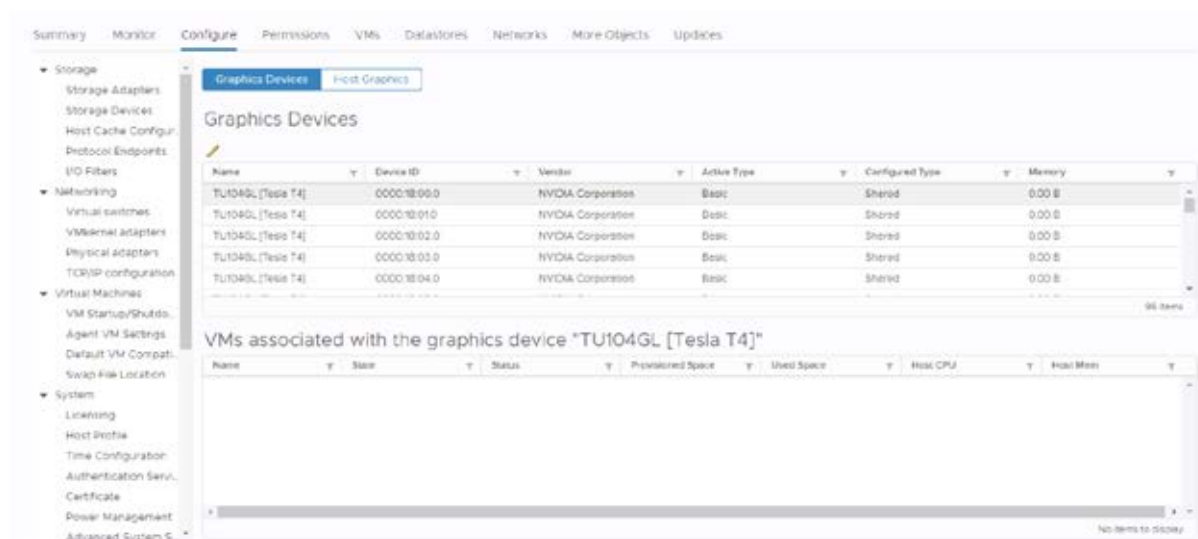 Summary Monitor Configure Permissions VMs Datastores Networks More Objects Updates
Storage
Storage Adapters
Storage Devices
Host Cache Configur..
Protocol Endpoints
I/O Filters
Networking
Virtual switches
VMkernel adapters
Physical adapters
TCP/IP configuration
Virtual Machines
VM Startup/Shutdo..
Agent VM Settings
Default VM Compati..
Swap File Location
System
Licensing
Host Profile
Time Configuration
Authentication Servi..
Certificate
Power Management
Advanced System S..
Graphics Devices Host Graphics
Graphics Devices
Name Device ID Vendor Active Type Configured Type Memory
TU104GL [Tesla T4] 0000:18:00.0 NVIDIA Corporation Basic Shared 0.00 B
TU104GL [Tesla T4] 0000:18:01.0 NVIDIA Corporation Basic Shared 0.00 B
TU104GL [Tesla T4] 0000:18:02.0 NVIDIA Corporation Basic Shared 0.00 B
TU104GL [Tesla T4] 0000:18:03.0 NVIDIA Corporation Basic Shared 0.00 B
TU104GL [Tesla T4] 0000:18:04.0 NVIDIA Corporation Basic Shared 0.00 B
items
VMs associated with the graphics device "TU104GL [Tesla T4]"
Name State Status Provisioned Space Used Space Host CPU Host Mem
No items to display